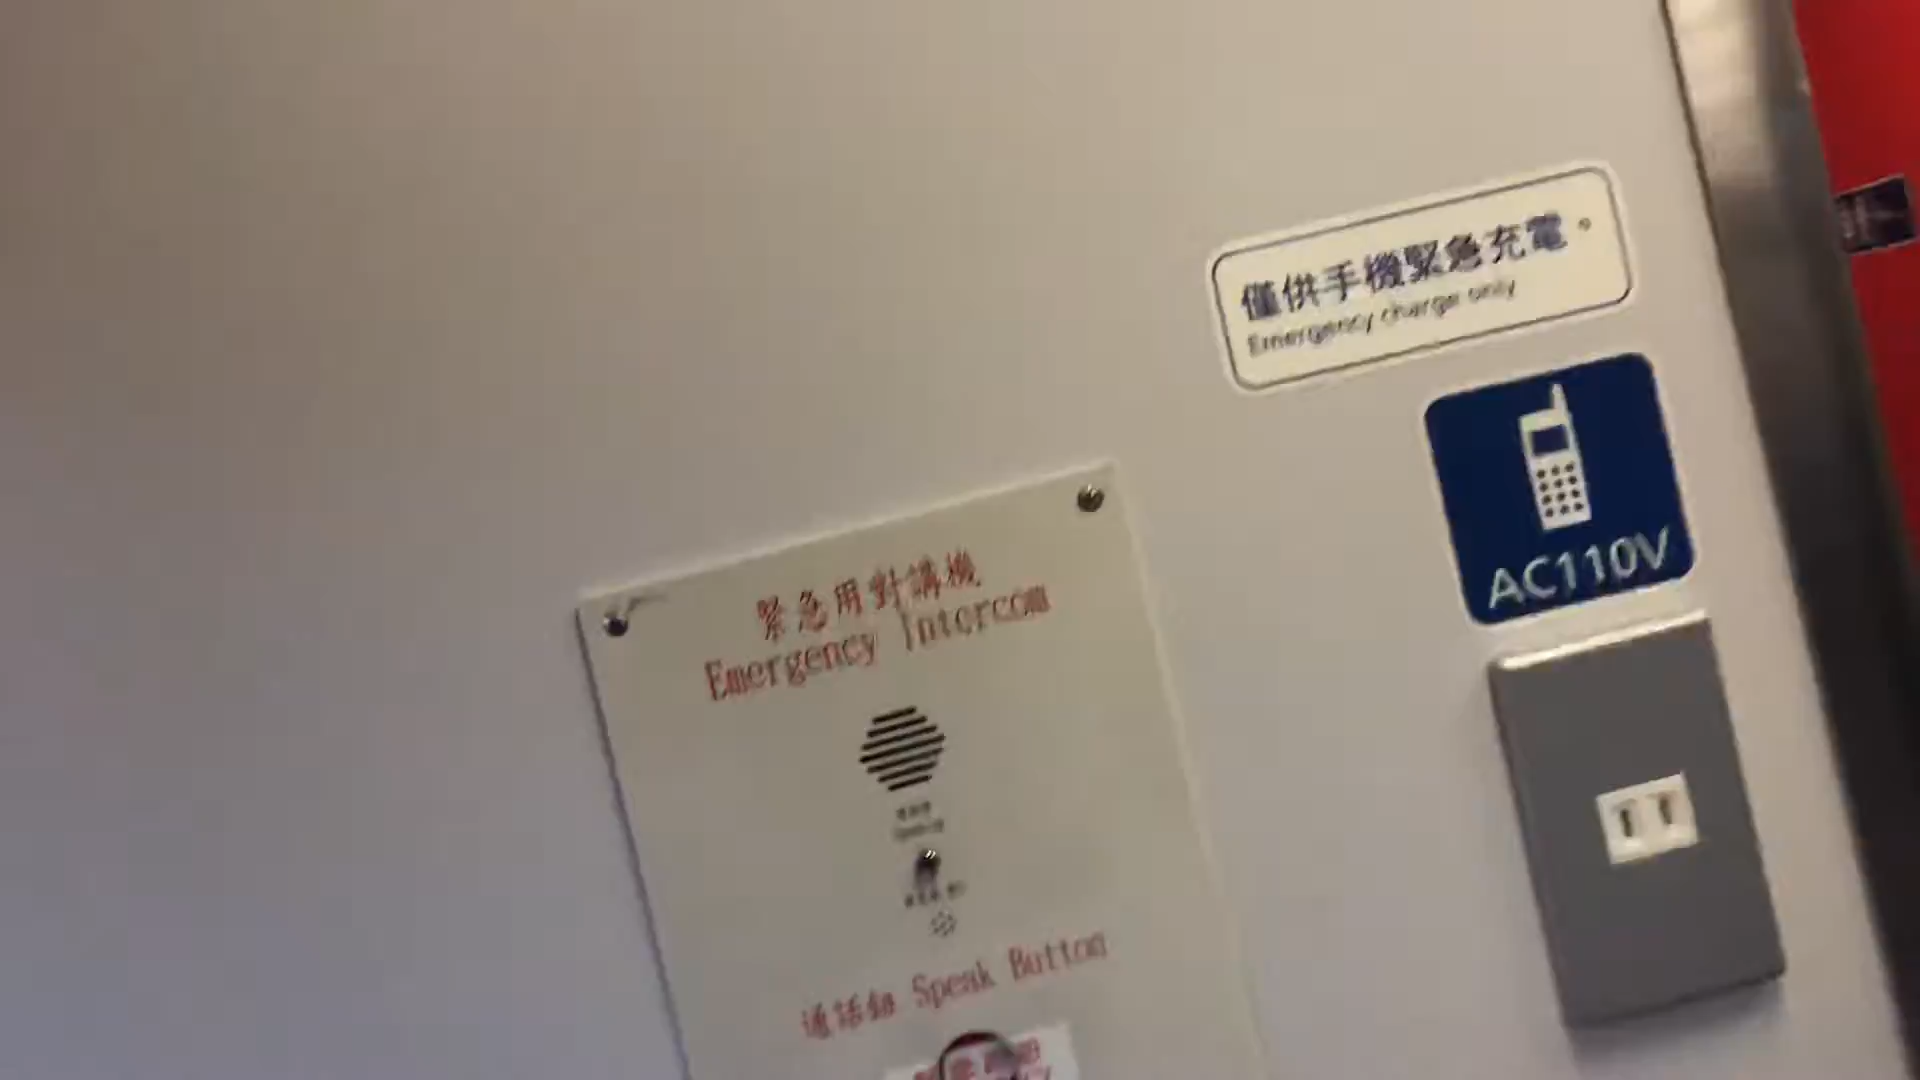 僅供手機緊急充電。
Emergency charge only
AC110V
緊急用對講機
Emergency Intercom
通話鈕 Speak Button